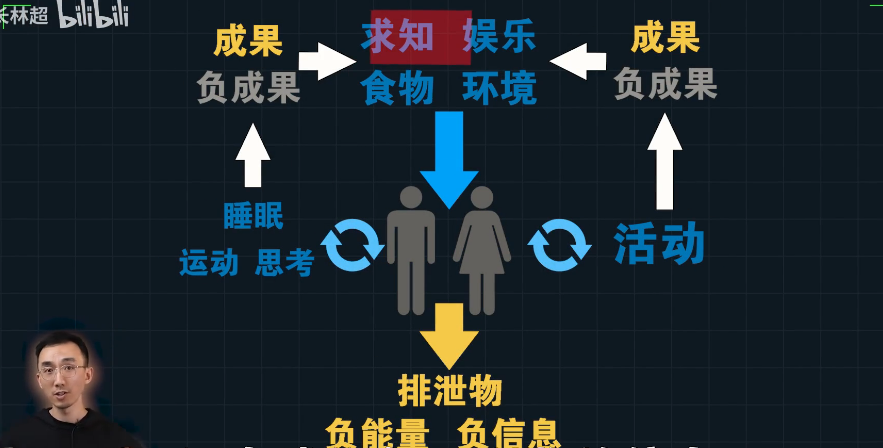 长林超 bilibili
成果
负成果
求知 娱乐
食物 环境
成果
负成果
睡眠
运动 思考
活动
排泄物
负能量 负信息